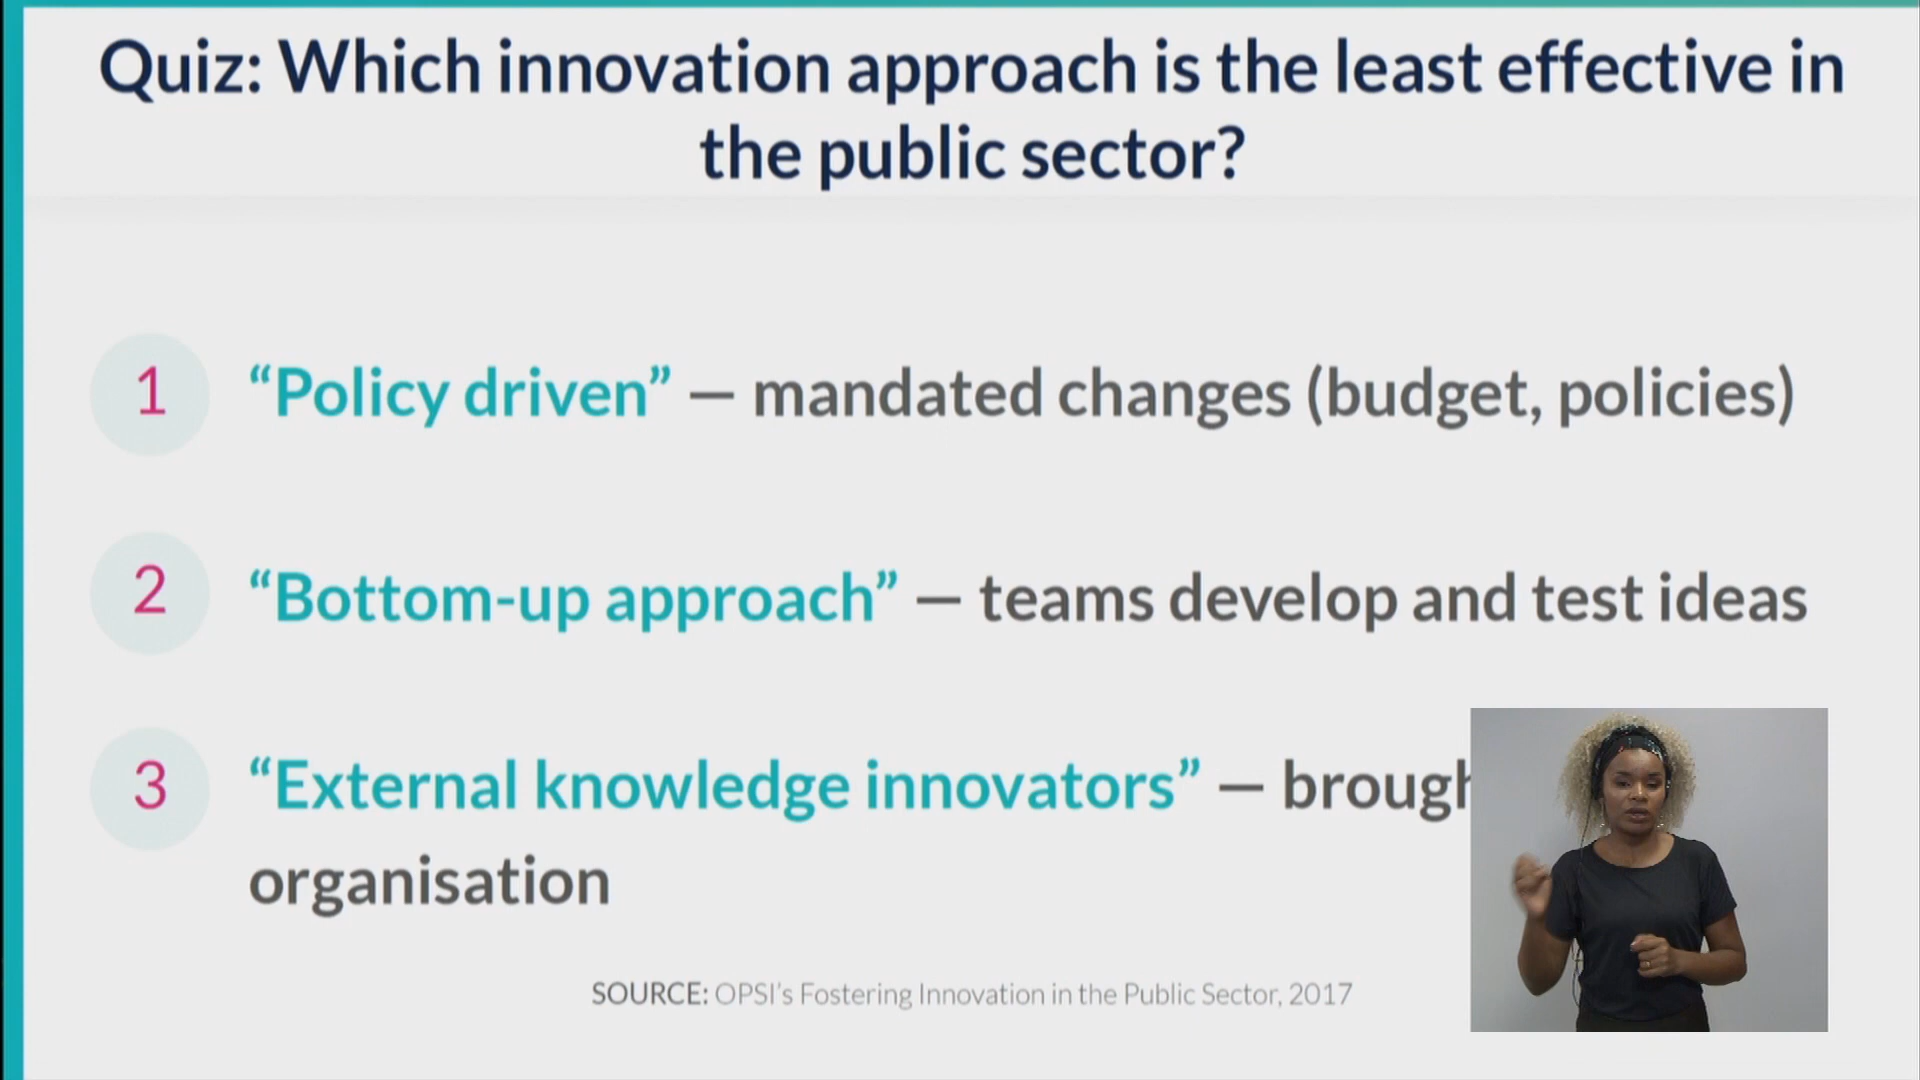 Quiz: Which innovation approach is the least effective in
the public sector?
1 “Policy driven” — mandated changes (budget, policies)
2 “Bottom-up approach” — teams develop and test ideas
3 “External knowledge innovators” —
organisation
SOURCE: OPSI’s Fostering Innovation in the Public Sector, 2017